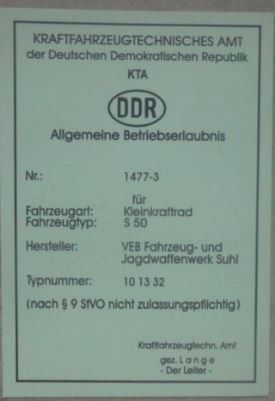 KRAFTFAHRZEUGTECHNISCHES AMT
der Deutschen Demokratischen Republik
KTA
DDR
Allgemeine Betriebserlaubnis
Nr.: 1477-3
für
Fahrzeugart: Kleinkraftrad
Fahrzeugtyp: S 50
Hersteller: VEB Fahrzeug- und
Jagdwaffenwerk Suhl
Typnummer: 10 13 32
(nach § 9 StVO nicht zulassungspflichtig)
Kraftfahrzeugtechn. Amt
gez. Lange
- Der Leiter -